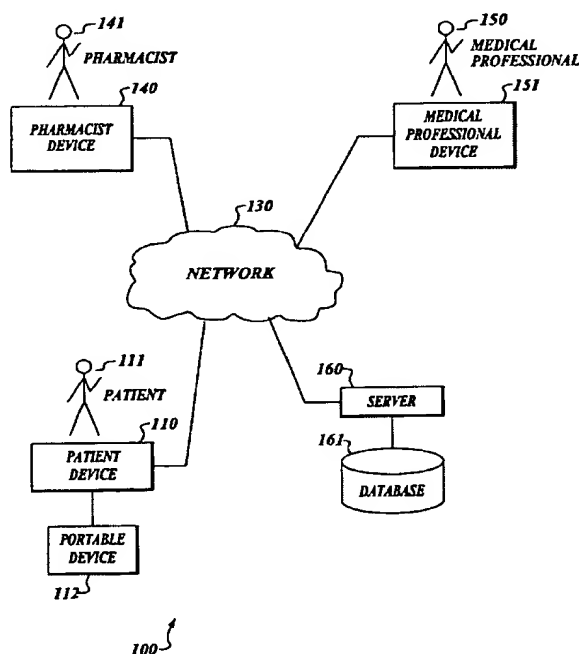 141
PHARMACIST
140
PHARMACIST
DEVICE
150
MEDICAL
PROFESSIONAL
151
MEDICAL
PROFESSIONAL
DEVICE
130
NETWORK
111
PATIENT
110
PATIENT
DEVICE
PORTABLE
DEVICE
112
160
SERVER
161
DATABASE
100